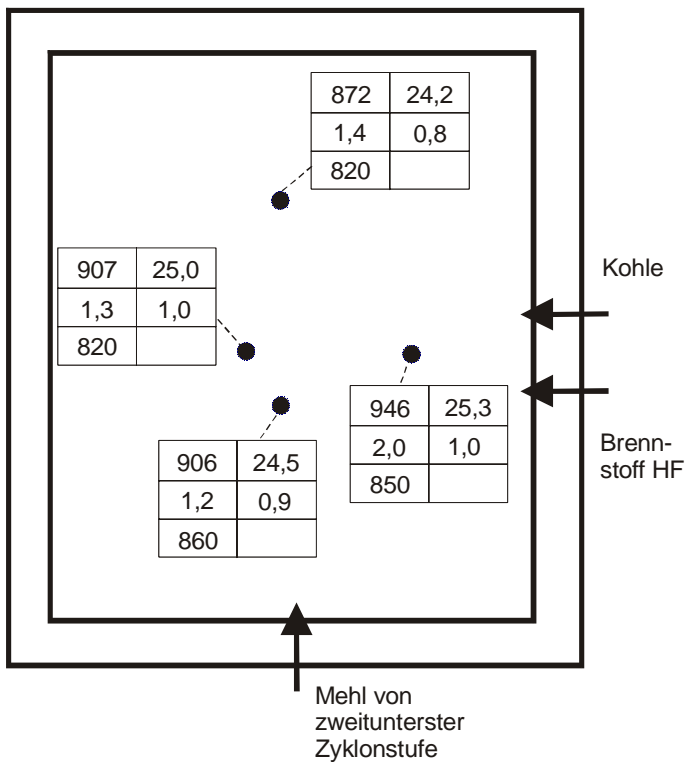 872 24,2
1,4 0,8
820
907 25,0
1,3 1,0
820
Kohle
946 25,3
2,0 1,0
850
Brenn-
stoff HF
906 24,5
1,2 0,9
860
Mehl von
zweitunterster
Zyklonstufe